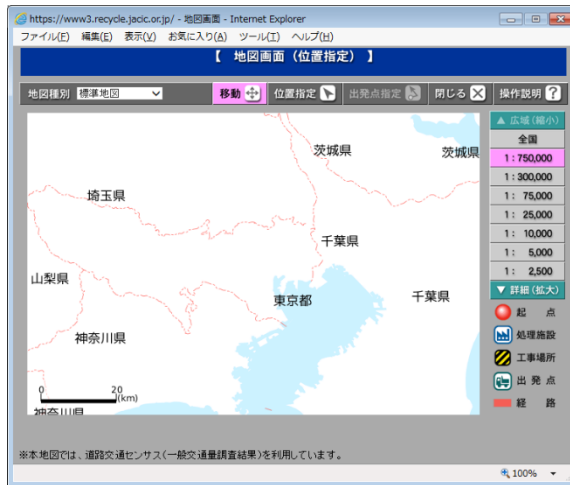 https://www3.recycle.jacic.or.jp/ - 地図画面 - Internet Explorer
ファイル(F) 編集(E) 表示(V) お気に入り(A) ツール(T) ヘルプ(H)
【 地図画面（位置指定） 】
地図種別 標準地図 移動 位置指定 出発点指定 閉じる 操作説明 ?
▲ 広域(縮小)
全国
1：750,000
1：300,000
1： 75,000
1： 25,000
1： 10,000
1： 5,000
1： 2,500
▼ 詳細(拡大)
起 点
処理施設
工事場所
出 発 点
経 路
茨城県
茨城県
埼玉県
千葉県
山梨県
東京都
千葉県
神奈川県
0 20
(km)
神奈川県
※本地図では、道路交通センサス(一般交通量調査結果)を利用しています。
100%